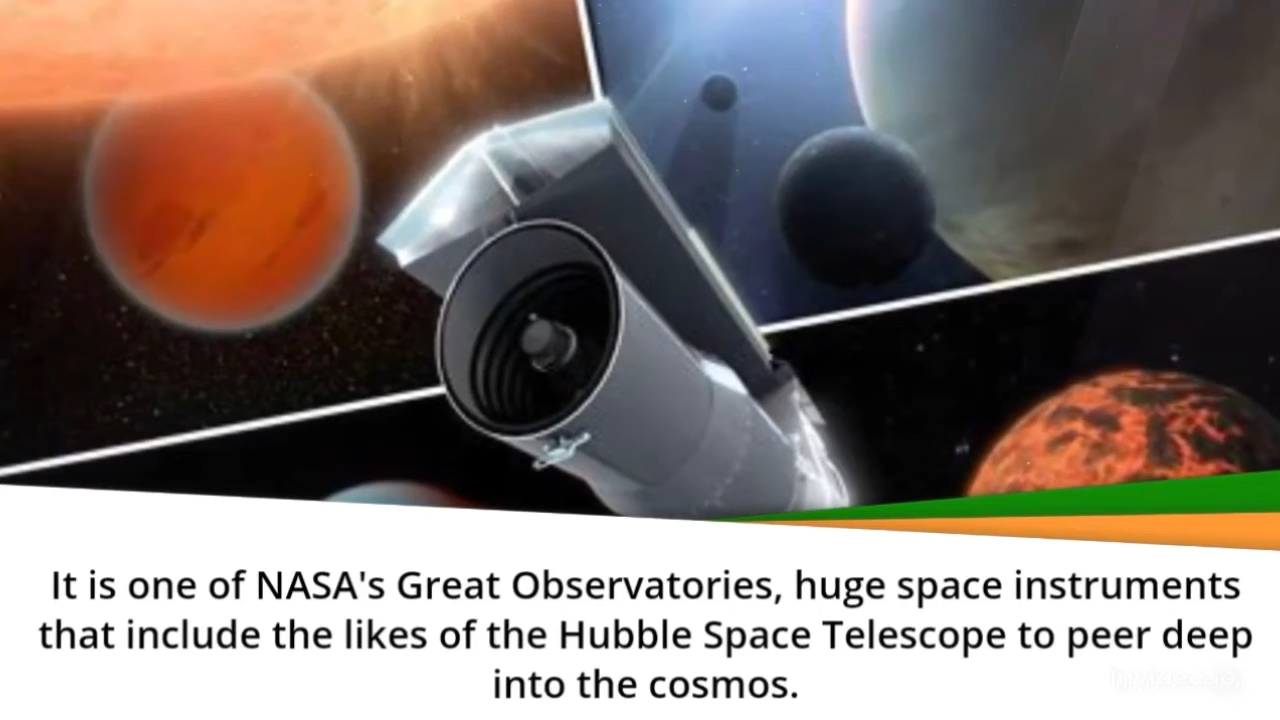 It is one of NASA's Great Observatories, huge space instruments
that include the likes of the Hubble Space Telescope to peer deep
into the cosmos.